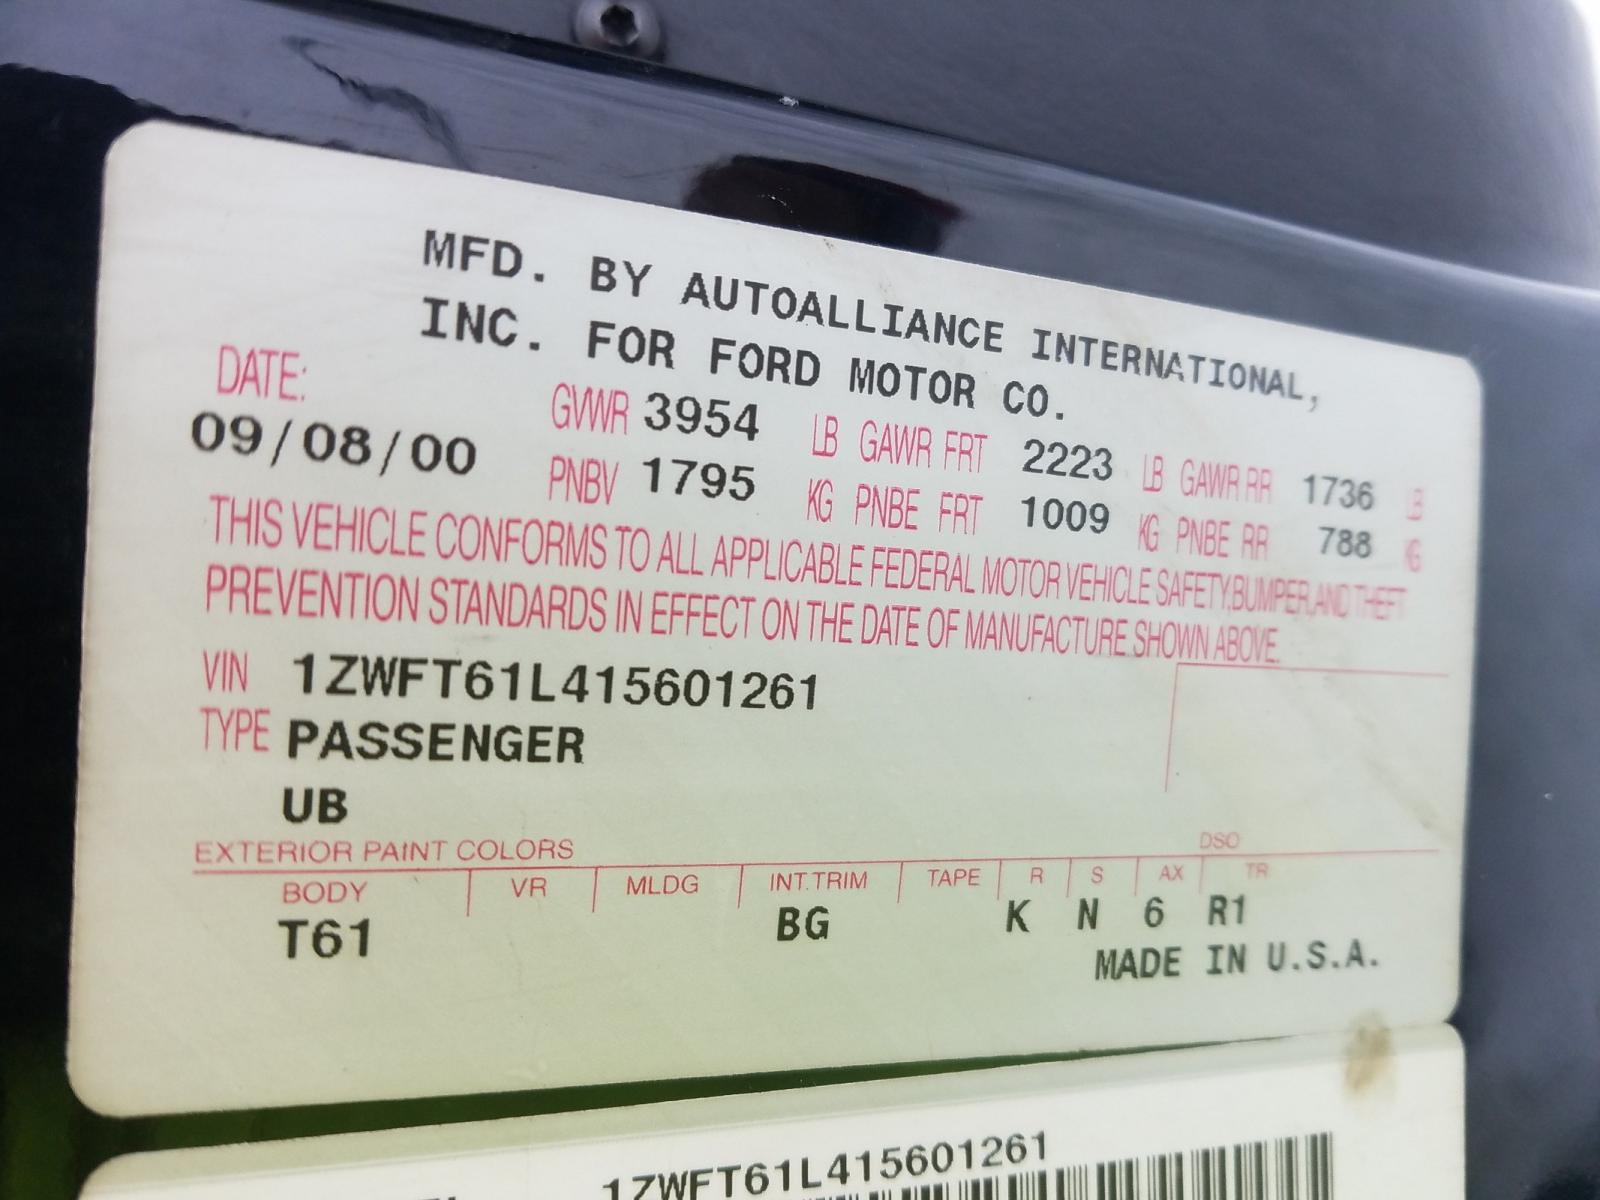 MFD. BY AUTOALLIANCE INTERNATIONAL,
INC. FOR FORD MOTOR CO.
DATE: GVWR 3954 LB GAWR FRT 2223 LB GAWR RR 1736 LB
09/08/00 PNBV 1795 KG PNBE FRT 1009 KG PNBE RR 788 KG
THIS VEHICLE CONFORMS TO ALL APPLICABLE FEDERAL MOTOR VEHICLE SAFETY, BUMPER, AND THEFT
PREVENTION STANDARDS IN EFFECT ON THE DATE OF MANUFACTURE SHOWN ABOVE.
VIN 1ZWFT61L415601261
TYPE PASSENGER
UB
EXTERIOR PAINT COLORS DSO
BODY VR MLDG INT.TRIM TAPE R S AX TR
T61 BG K N 6 R1
MADE IN U.S.A.
1ZWFT61L415601261